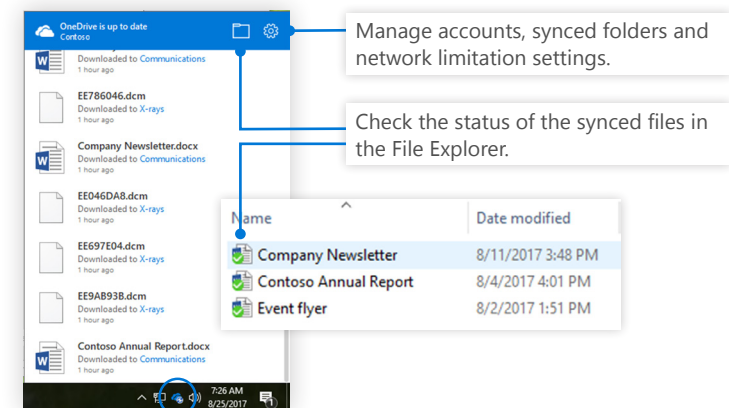 OneDrive is up to date
Contoso
Downloaded to Communications
1 hour ago
EE786046.dcm
Downloaded to X-rays
1 hour ago
Company Newsletter.docx
Downloaded to Communications
1 hour ago
EE046DA8.dcm
Downloaded to X-rays
1 hour ago
EE697E04.dcm
Downloaded to X-rays
1 hour ago
EE9AB93B.dcm
Downloaded to X-rays
1 hour ago
Contoso Annual Report.docx
Downloaded to Communications
1 hour ago
7:26 AM
8/25/2017
1
Manage accounts, synced folders and
network limitation settings.
Check the status of the synced files in
the File Explorer.
Name Date modified
Company Newsletter 8/11/2017 3:48 PM
Contoso Annual Report 8/4/2017 4:01 PM
Event flyer 8/2/2017 1:51 PM